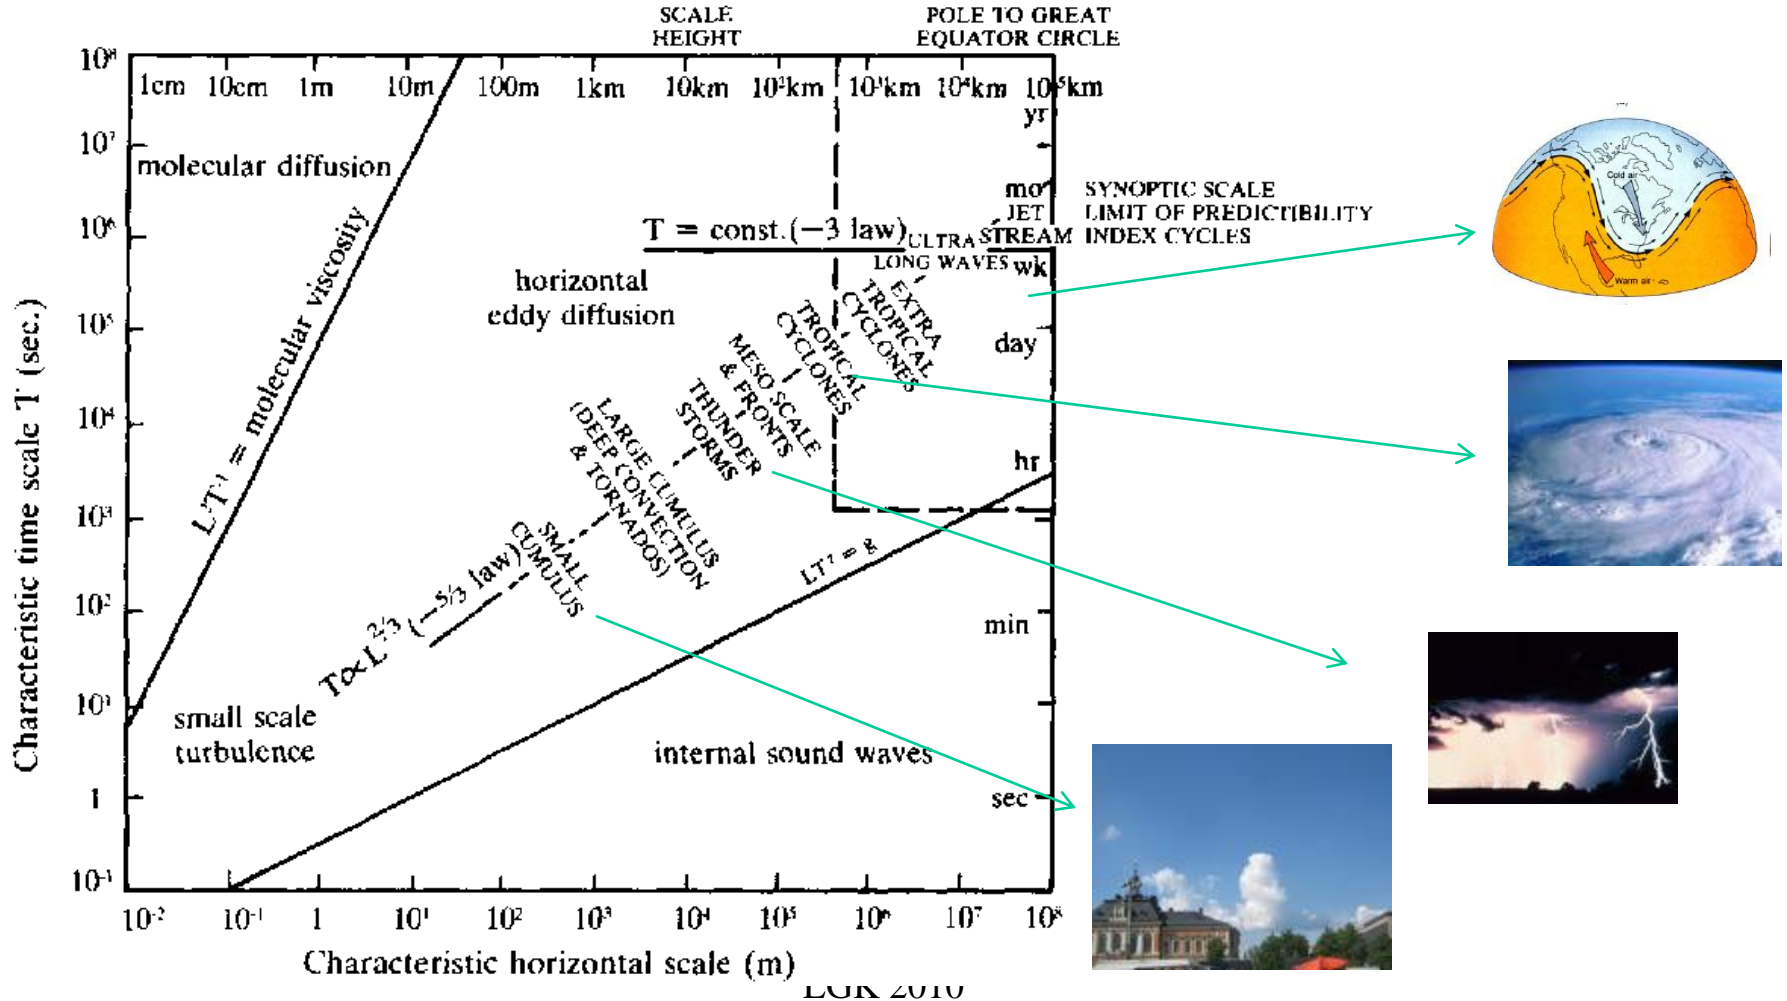 SCALE
HEIGHT
POLE TO GREAT
EQUATOR CIRCLE
10⁸
1cm 10cm 1m 10m 100m 1km 10km 10²km 10³km 10⁴km 10⁵km
yr
10⁷
molecular diffusion
mo SYNOPTIC SCALE
JET LIMIT OF PREDICTIBILITY
STREAM INDEX CYCLES
10⁶
T = const.(−3 law)
ULTRA
LONG WAVES
wk
horizontal
eddy diffusion
L²T⁻¹ = molecular viscosity
EXTRA
TROPICAL
CYCLONES
TROPICAL
CYCLONES
MESO SCALE
& FRONTS
THUNDER
STORMS
LARGE CUMULUS
(DEEP CONVECTION
& TORNADOS)
SMALL
CUMULUS
10⁵
day
10⁴
hr
10³
LT⁻² = g
10²
min
T∝L^2/3 (−5/3 law)
10¹
small scale
turbulence
internal sound waves
1
sec
10⁻¹
10⁻² 10⁻¹ 1 10¹ 10² 10³ 10⁴ 10⁵ 10⁶ 10⁷ 10⁸
Characteristic horizontal scale (m)
Characteristic time scale T (sec.)
Cold air
Warm air
LGK 2010